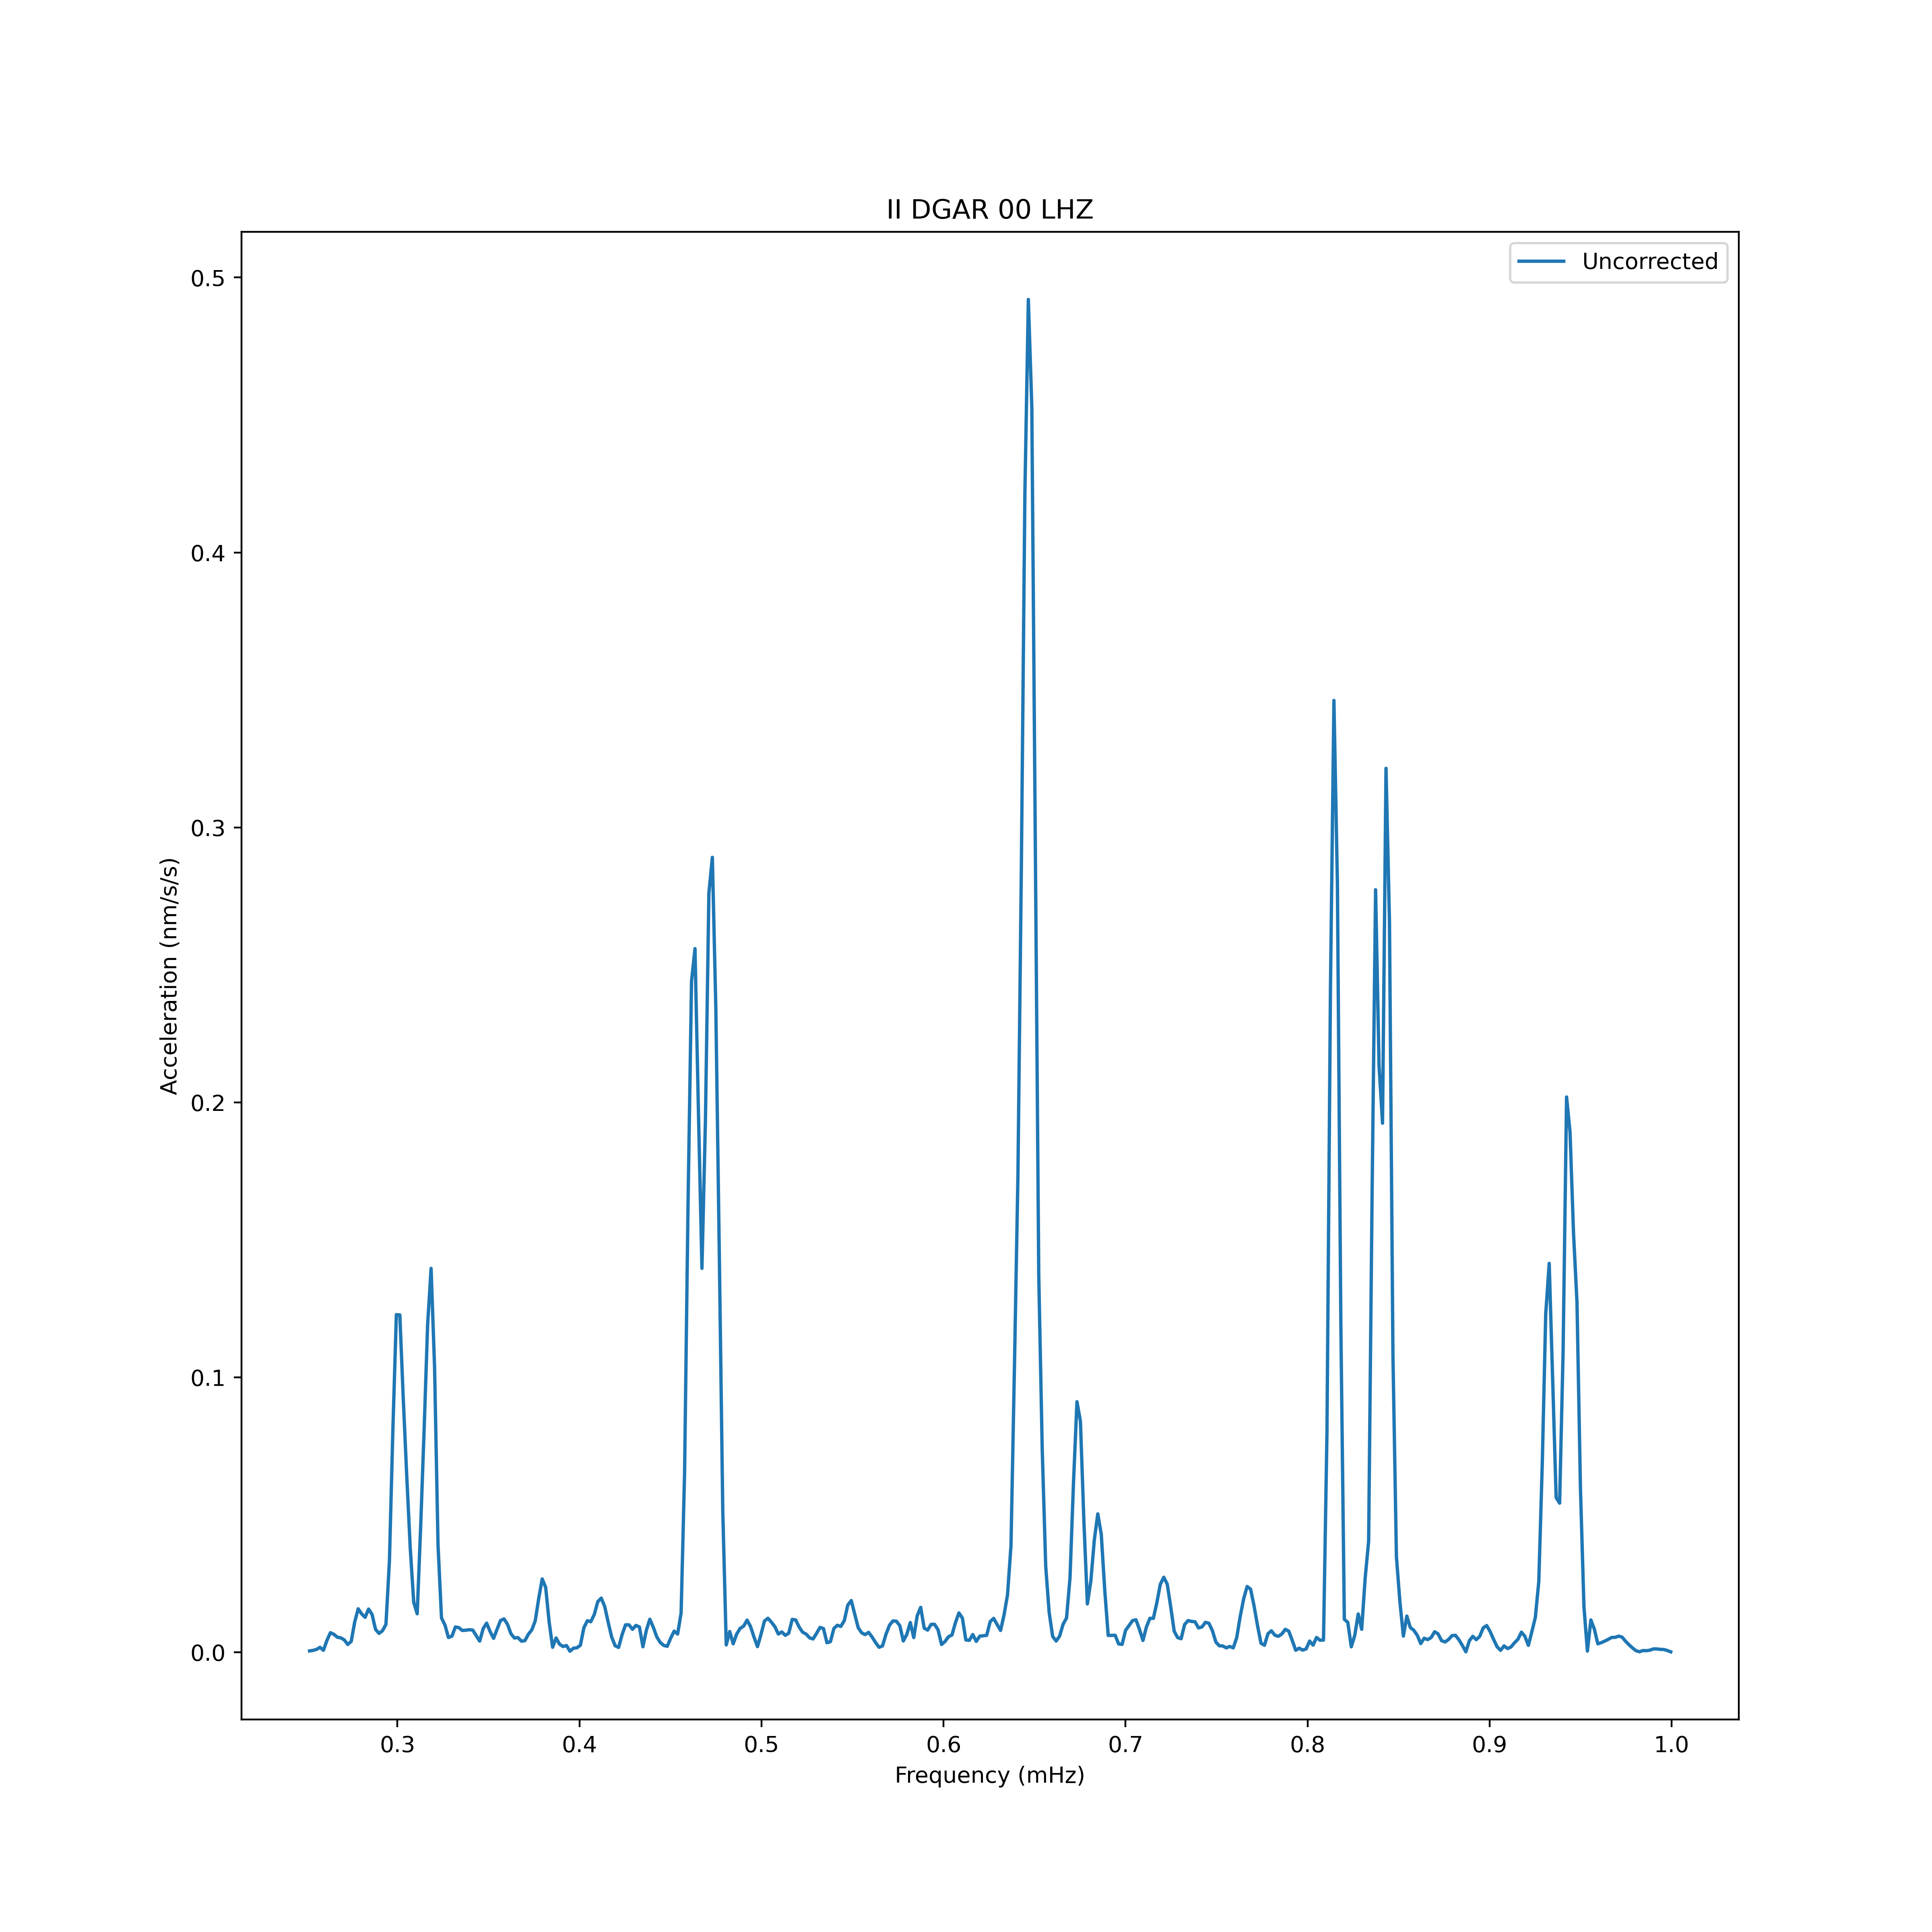 II DGAR 00 LHZ
Uncorrected
0.5
0.4
0.3
0.2
0.1
0.0
Acceleration (nm/s/s)
0.3 0.4 0.5 0.6 0.7 0.8 0.9 1.0
Frequency (mHz)